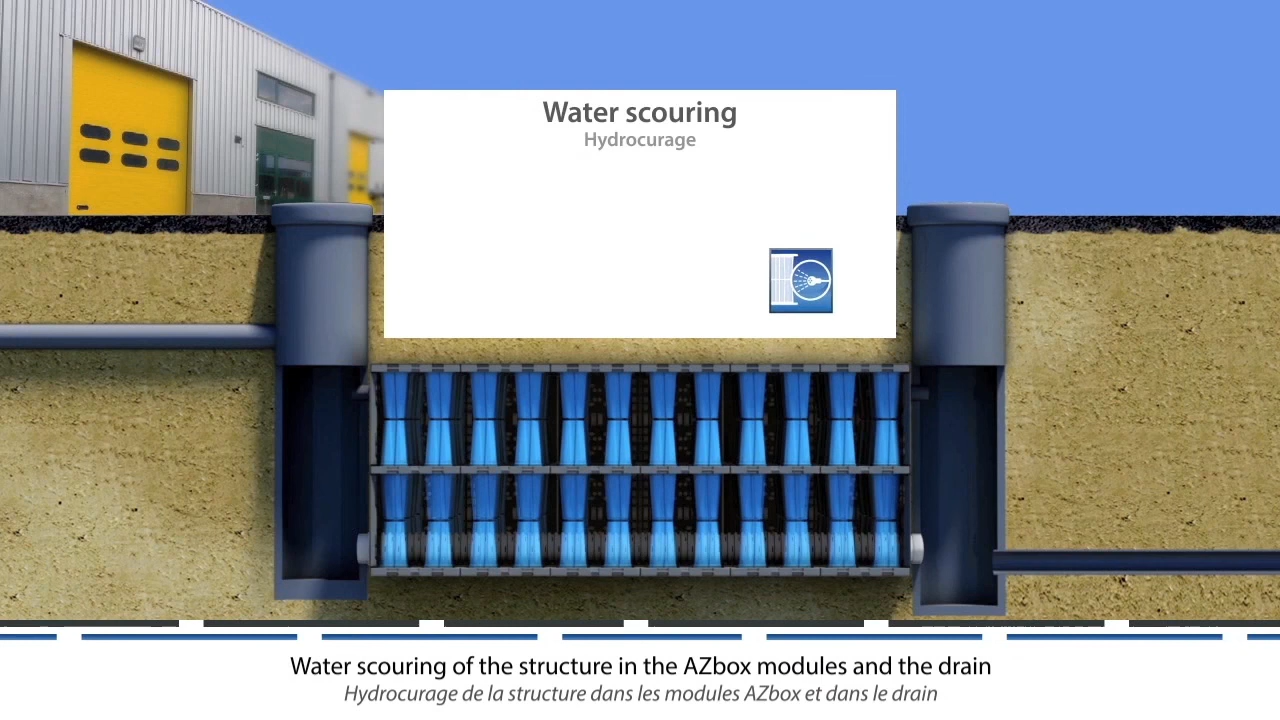 Water scouring
Hydrocurage
Water scouring of the structure in the AZbox modules and the drain
Hydrocurage de la structure dans les modules AZbox et dans le drain